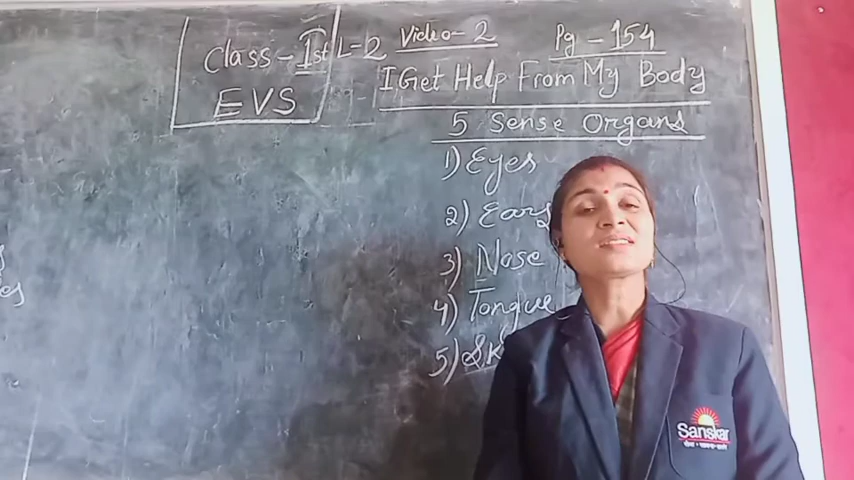 Class - 1st L-2 Video - 2 Pg - 154
EVS
I Get Help From My Body
5 Sense Organs
1) Eyes
2) Ears
3) Nose
4) Tongue
5)
Sanskar